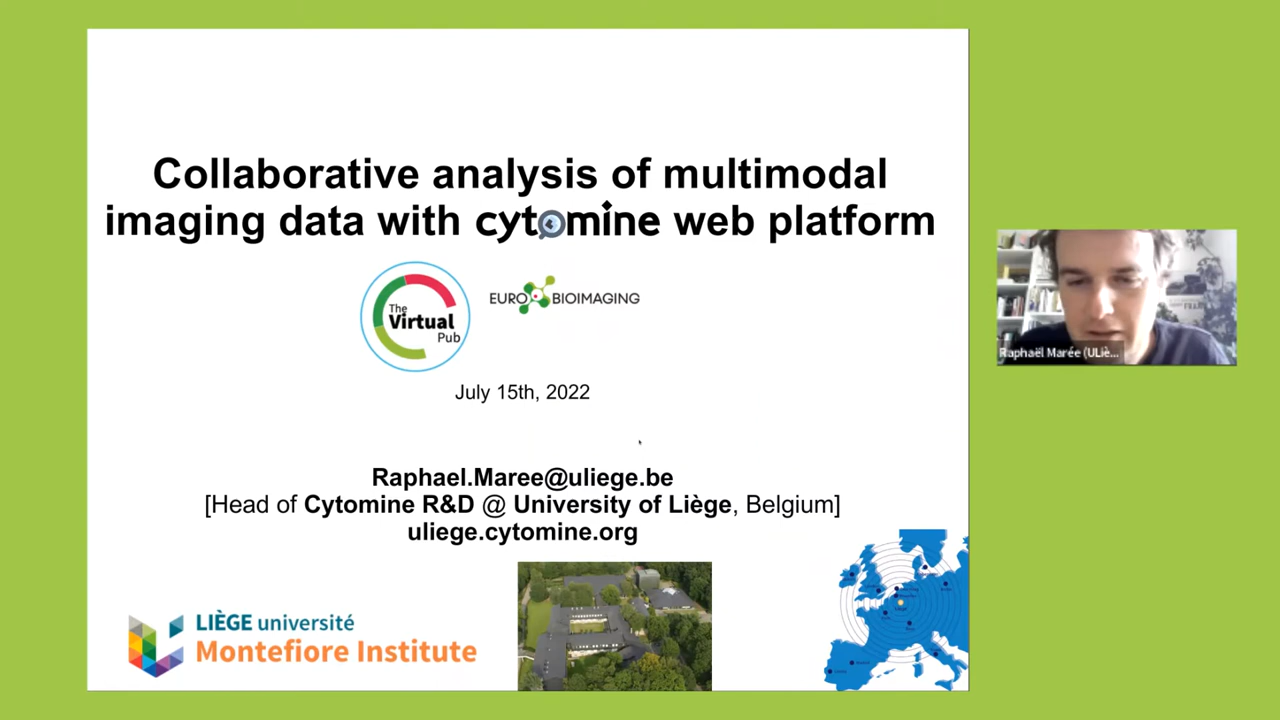 Collaborative analysis of multimodal
imaging data with cytomine web platform
The
Virtual
Pub
EURO BIOIMAGING
July 15th, 2022
Raphael.Maree@uliege.be
[Head of Cytomine R&D @ University of Liège, Belgium]
uliege.cytomine.org
LIÈGE université
Montefiore Institute
Raphaël Marée (ULiè...